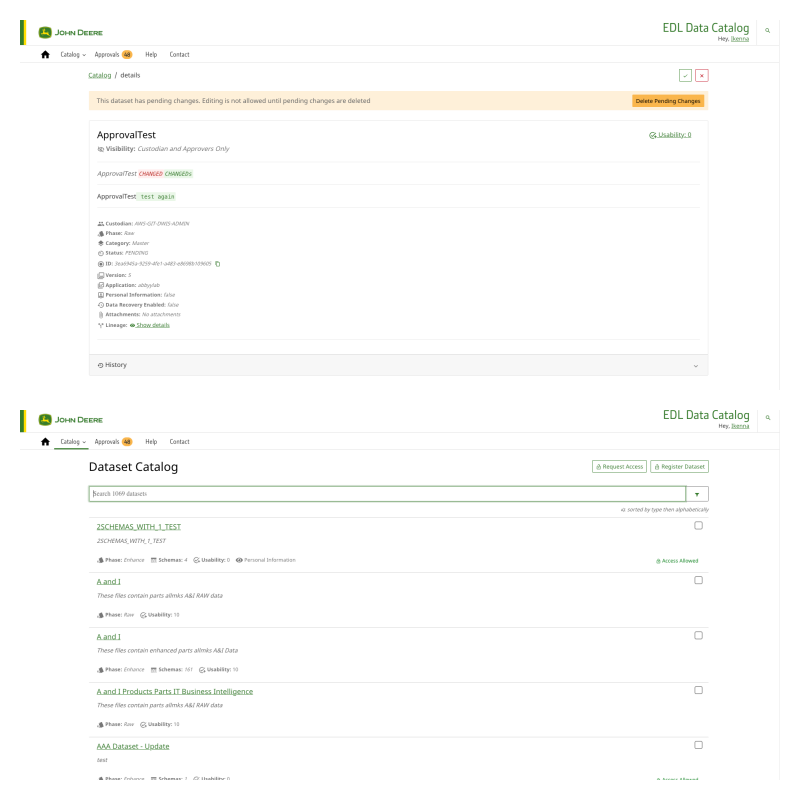 JOHN DEERE
EDL Data Catalog
Hey, Ikenna
Catalog Approvals 48 Help Contact
Catalog / details
This dataset has pending changes. Editing is not allowed until pending changes are deleted Delete Pending Changes
ApprovalTest Usability: 0
Visibility: Custodian and Approvers Only
ApprovalTest CHANGED CHANGEDs
ApprovalTest test again
Custodian: AWS-GIT-DWIS-ADMIN
Phase: Raw
Category: Master
Status: PENDING
ID:
Version: 3
Application: abbyylab
Personal Information: false
Data Recovery Enabled: false
Attachments: No attachments
Lineage: Show details
History
JOHN DEERE
EDL Data Catalog
Hey, Ikenna
Catalog Approvals 48 Help Contact
Dataset Catalog Request Access Register Dataset
Search 1069 datasets
sorted by type then alphabetically
2SCHEMAS_WITH_1_TEST
2SCHEMAS_WITH_1_TEST
Phase: Enhance Schemas: 4 Usability: 0 Personal Information Access Allowed
A and I
These files contain parts allmks A&I RAW data
Phase: Raw Usability: 10
A and I
These files contain enhanced parts allmks A&I Data
Phase: Enhance Schemas: 161 Usability: 10
A and I Products Parts IT Business Intelligence
These files contain parts allmks A&I RAW data
Phase: Raw Usability: 10
AAA Dataset - Update
test
Phase: Enhance Schemas: 1 Usability: 0 Access Allowed